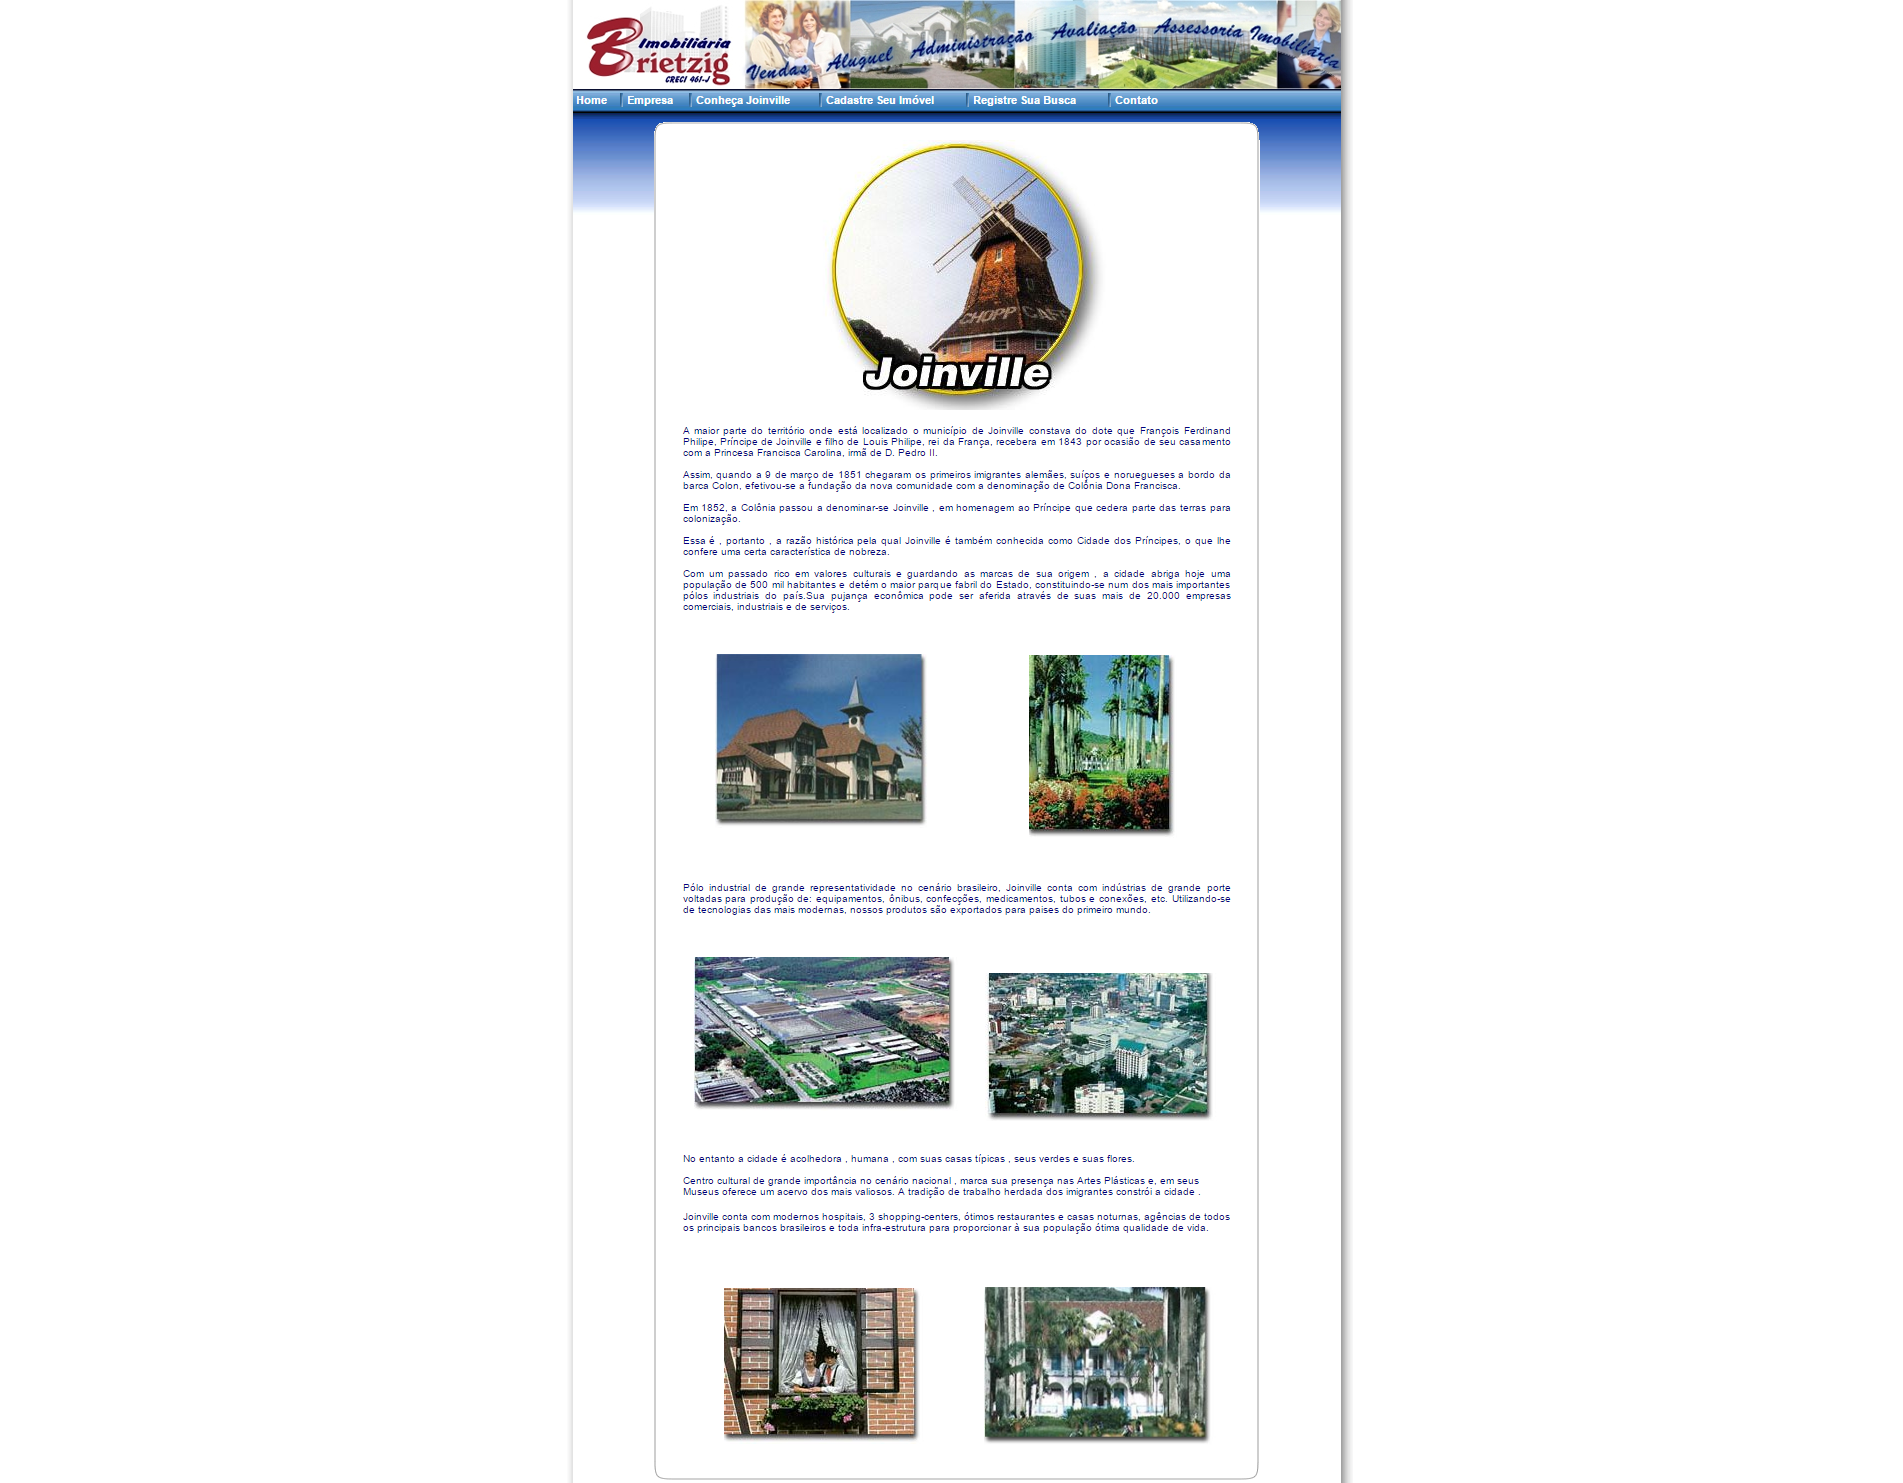 Imobiliária
Brietzig
CRECI 461-J
Vendas Aluguel Administração Avaliação Assessoria Imobiliária
Home Empresa Conheça Joinville Cadastre Seu Imóvel Registre Sua Busca Contato
CHOPP CAFÉ
Joinville
A maior parte do território onde está localizado o município de Joinville constava do dote que François Ferdinand
Philipe, Príncipe de Joinville e filho de Louis Philipe, rei da França, recebera em 1843 por ocasião de seu casamento
com a Princesa Francisca Carolina, irmã de D. Pedro II.
Assim, quando a 9 de março de 1851 chegaram os primeiros imigrantes alemães, suíços e noruegueses a bordo da
barca Colon, efetivou-se a fundação da nova comunidade com a denominação de Colônia Dona Francisca.
Em 1852, a Colônia passou a denominar-se Joinville , em homenagem ao Príncipe que cedera parte das terras para
colonização.
Essa é , portanto , a razão histórica pela qual Joinville é também conhecida como Cidade dos Príncipes, o que lhe
confere uma certa característica de nobreza.
Com um passado rico em valores culturais e guardando as marcas de sua origem , a cidade abriga hoje uma
população de 500 mil habitantes e detém o maior parque fabril do Estado, constituindo-se num dos mais importantes
pólos industriais do país.Sua pujança econômica pode ser aferida através de suas mais de 20.000 empresas
comerciais, industriais e de serviços.
Pólo industrial de grande representatividade no cenário brasileiro, Joinville conta com indústrias de grande porte
voltadas para produção de: equipamentos, ônibus, confecções, medicamentos, tubos e conexões, etc. Utilizando-se
de tecnologias das mais modernas, nossos produtos são exportados para paises do primeiro mundo.
No entanto a cidade é acolhedora , humana , com suas casas típicas , seus verdes e suas flores.
Centro cultural de grande importância no cenário nacional , marca sua presença nas Artes Plásticas e, em seus
Museus oferece um acervo dos mais valiosos. A tradição de trabalho herdada dos imigrantes constrói a cidade .
Joinville conta com modernos hospitais, 3 shopping-centers, ótimos restaurantes e casas noturnas, agências de todos
os principais bancos brasileiros e toda infra-estrutura para proporcionar à sua população ótima qualidade de vida.